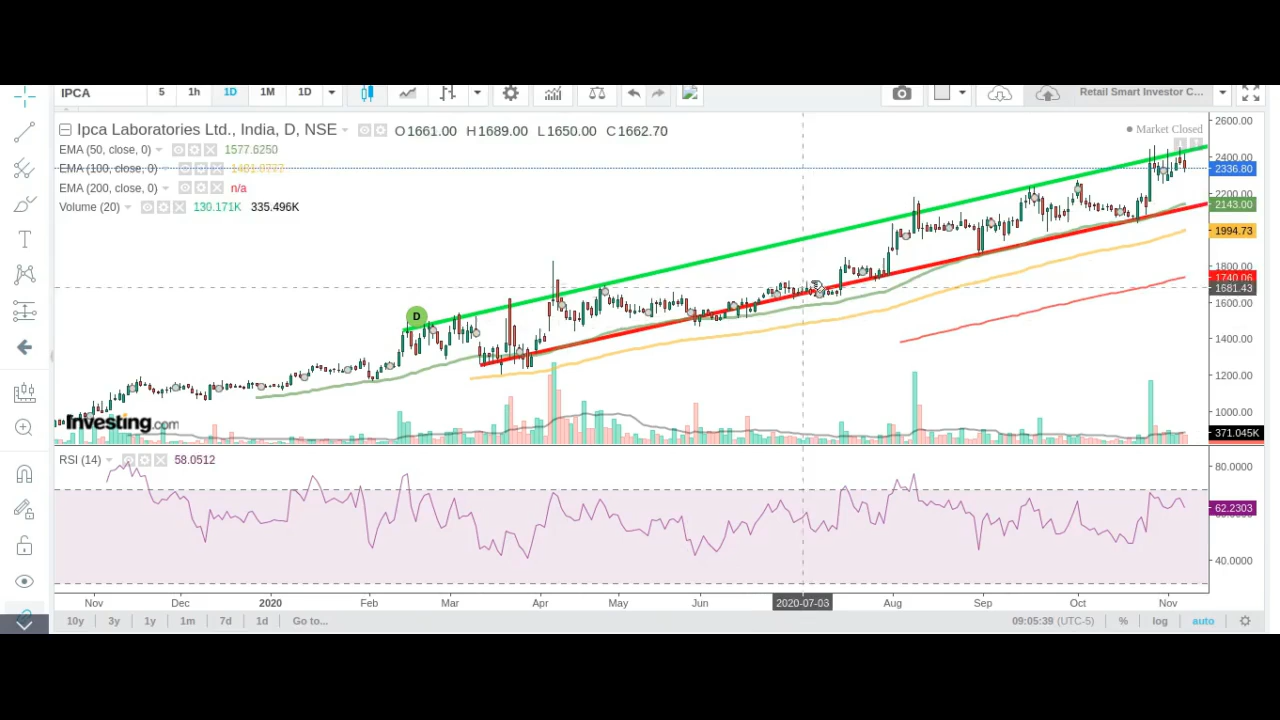 IPCA 5 1h 1D 1M 1D Retail Smart Investor C...
Ipca Laboratories Ltd., India, D, NSE O1661.00 H1689.00 L1650.00 C1662.70
Market Closed
EMA (50, close, 0) 1577.6250
EMA (100, close, 0)
EMA (200, close, 0) n/a
Volume (20) 130.171K 335.496K
2600.00
2400.00
2336.80
2200.00
2143.00
1994.73
1800.00
1740.06
1681.43
1600.00
1400.00
1200.00
1000.00
371.045K
D
Investing.com
RSI (14) 58.0512
80.0000
62.2303
40.0000
Nov Dec 2020 Feb Mar Apr May Jun 2020-07-03 Aug Sep Oct Nov
10y 3y 1y 1m 7d 1d Go to... 09:05:39 (UTC-5) % log auto